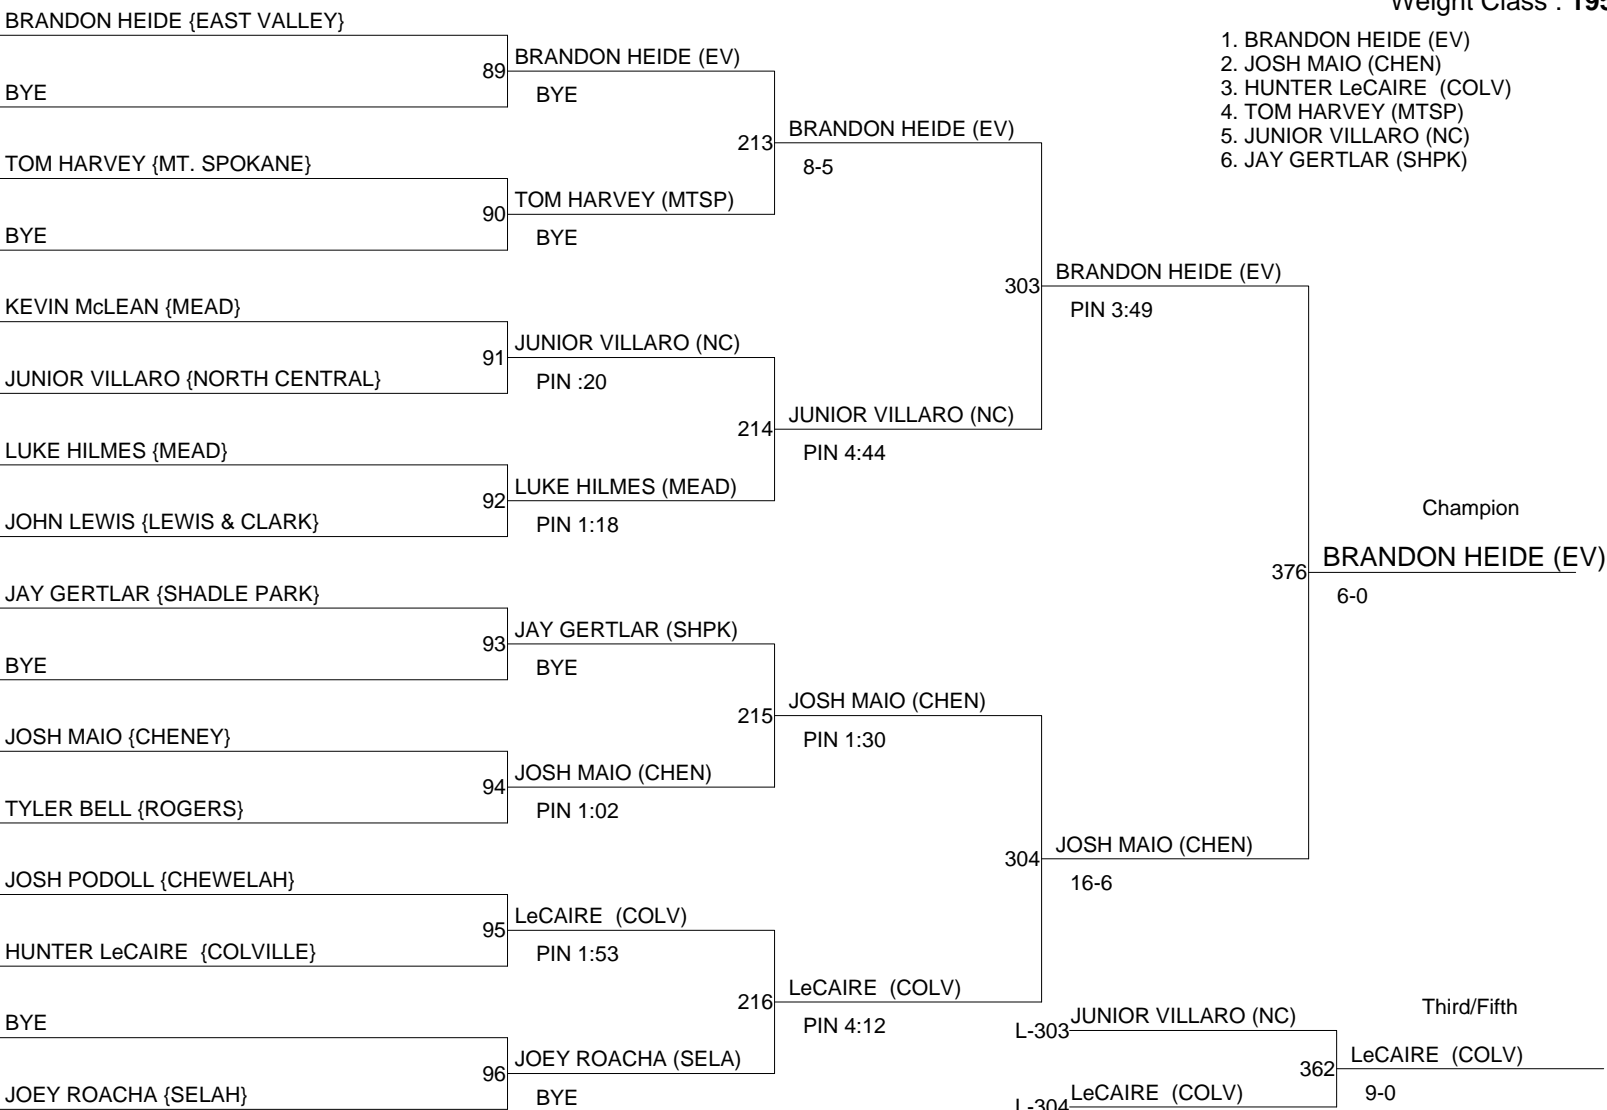 Weight Class : 195
BRANDON HEIDE {EAST VALLEY}
BYE
TOM HARVEY {MT. SPOKANE}
BYE
KEVIN McLEAN {MEAD}
JUNIOR VILLARO {NORTH CENTRAL}
LUKE HILMES {MEAD}
JOHN LEWIS {LEWIS & CLARK}
JAY GERTLAR {SHADLE PARK}
BYE
JOSH MAIO {CHENEY}
TYLER BELL {ROGERS}
JOSH PODOLL {CHEWELAH}
HUNTER LeCAIRE {COLVILLE}
BYE
JOEY ROACHA {SELAH}
89 BRANDON HEIDE (EV)
BYE
90 TOM HARVEY (MTSP)
BYE
91 JUNIOR VILLARO (NC)
PIN :20
92 LUKE HILMES (MEAD)
PIN 1:18
93 JAY GERTLAR (SHPK)
BYE
94 JOSH MAIO (CHEN)
PIN 1:02
95 LeCAIRE (COLV)
PIN 1:53
96 JOEY ROACHA (SELA)
BYE
213 BRANDON HEIDE (EV)
8-5
214 JUNIOR VILLARO (NC)
PIN 4:44
215 JOSH MAIO (CHEN)
PIN 1:30
216 LeCAIRE (COLV)
PIN 4:12
303 BRANDON HEIDE (EV)
PIN 3:49
304 JOSH MAIO (CHEN)
16-6
1. BRANDON HEIDE (EV)
2. JOSH MAIO (CHEN)
3. HUNTER LeCAIRE (COLV)
4. TOM HARVEY (MTSP)
5. JUNIOR VILLARO (NC)
6. JAY GERTLAR (SHPK)
Champion
376 BRANDON HEIDE (EV)
6-0
Third/Fifth
L-303 JUNIOR VILLARO (NC)
L-304 LeCAIRE (COLV)
362 LeCAIRE (COLV)
9-0